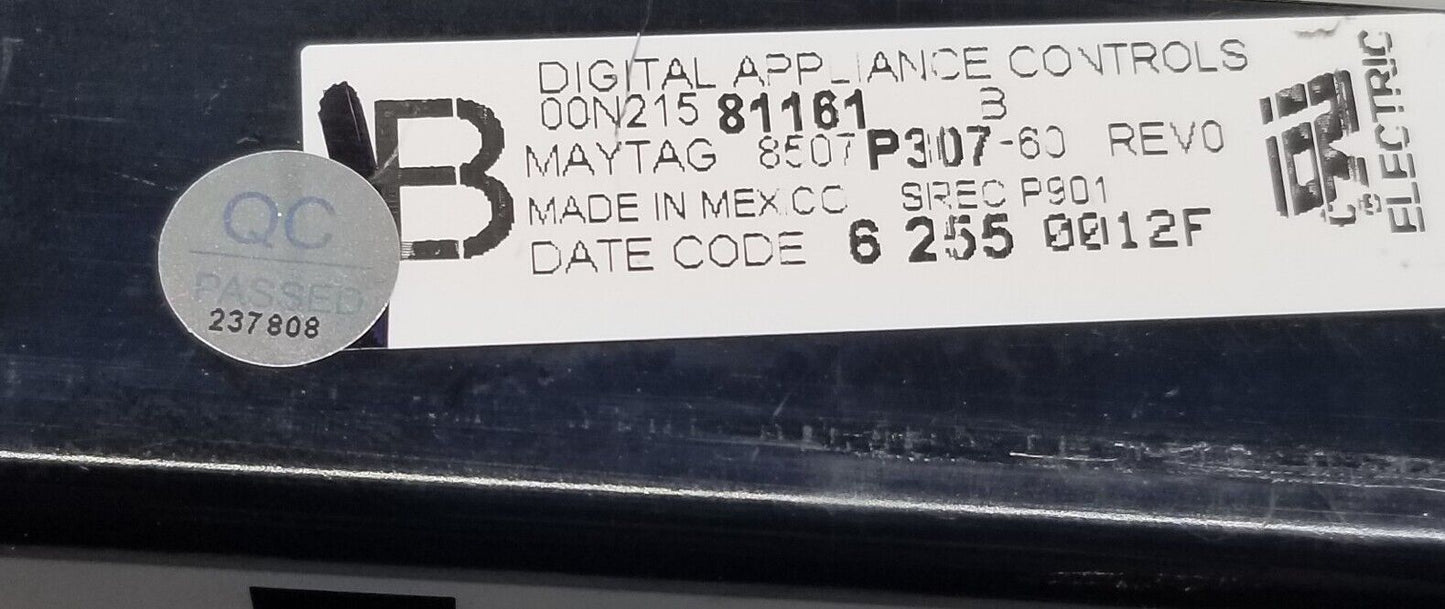 DIGITAL APPLIANCE CONTROLS
00N215 81161 B
B
MAYTAG 8507P307-60 REV0
MADE IN MEXICO SIREC P901
DATE CODE 6 255 0012F
ELECTRIC
QC
PASSED
237808